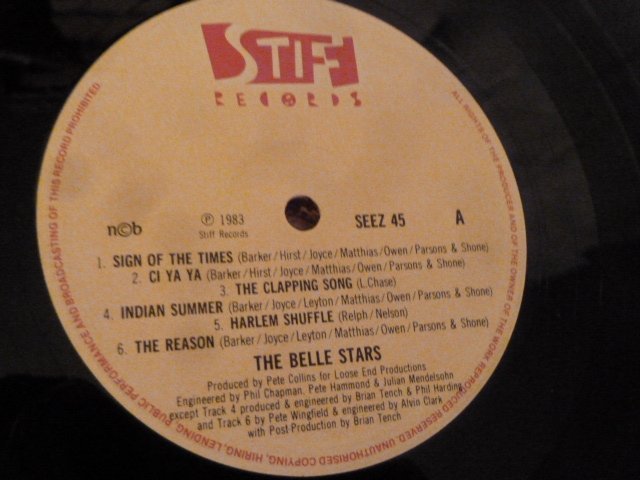 STIFF
RECORDS
n©b
℗ 1983
Stiff Records
SEEZ 45
A
1. SIGN OF THE TIMES (Barker/Hirst/Joyce/Matthias/Owen/Parsons & Shone)
2. CI YA YA (Barker/Hirst/Joyce/Matthias/Owen/Parsons & Shone)
3. THE CLAPPING SONG (L.Chase)
4. INDIAN SUMMER (Barker/Joyce/Leyton/Matthias/Owen/Parsons & Shone)
5. HARLEM SHUFFLE (Relph/Nelson)
6. THE REASON (Barker/Joyce/Leyton/Matthias/Owen/Parsons & Shone)
THE BELLE STARS
Produced by Pete Collins for Loose End Productions
Engineered by Phil Chapman, Pete Hammond & Julian Mendelsohn
except Track 4 produced & engineered by Brian Tench & Phil Harding
and Track 6 by Pete Wingfield & engineered by Alvin Clark
with Post Production by Brian Tench
ALL RIGHTS OF THE PRODUCER AND OF THE OWNER OF THE WORK REPRODUCED RESERVED. UNAUTHORISED COPYING, HIRING, LENDING, PUBLIC PERFORMANCE AND BROADCASTING OF THIS RECORD PROHIBITED.